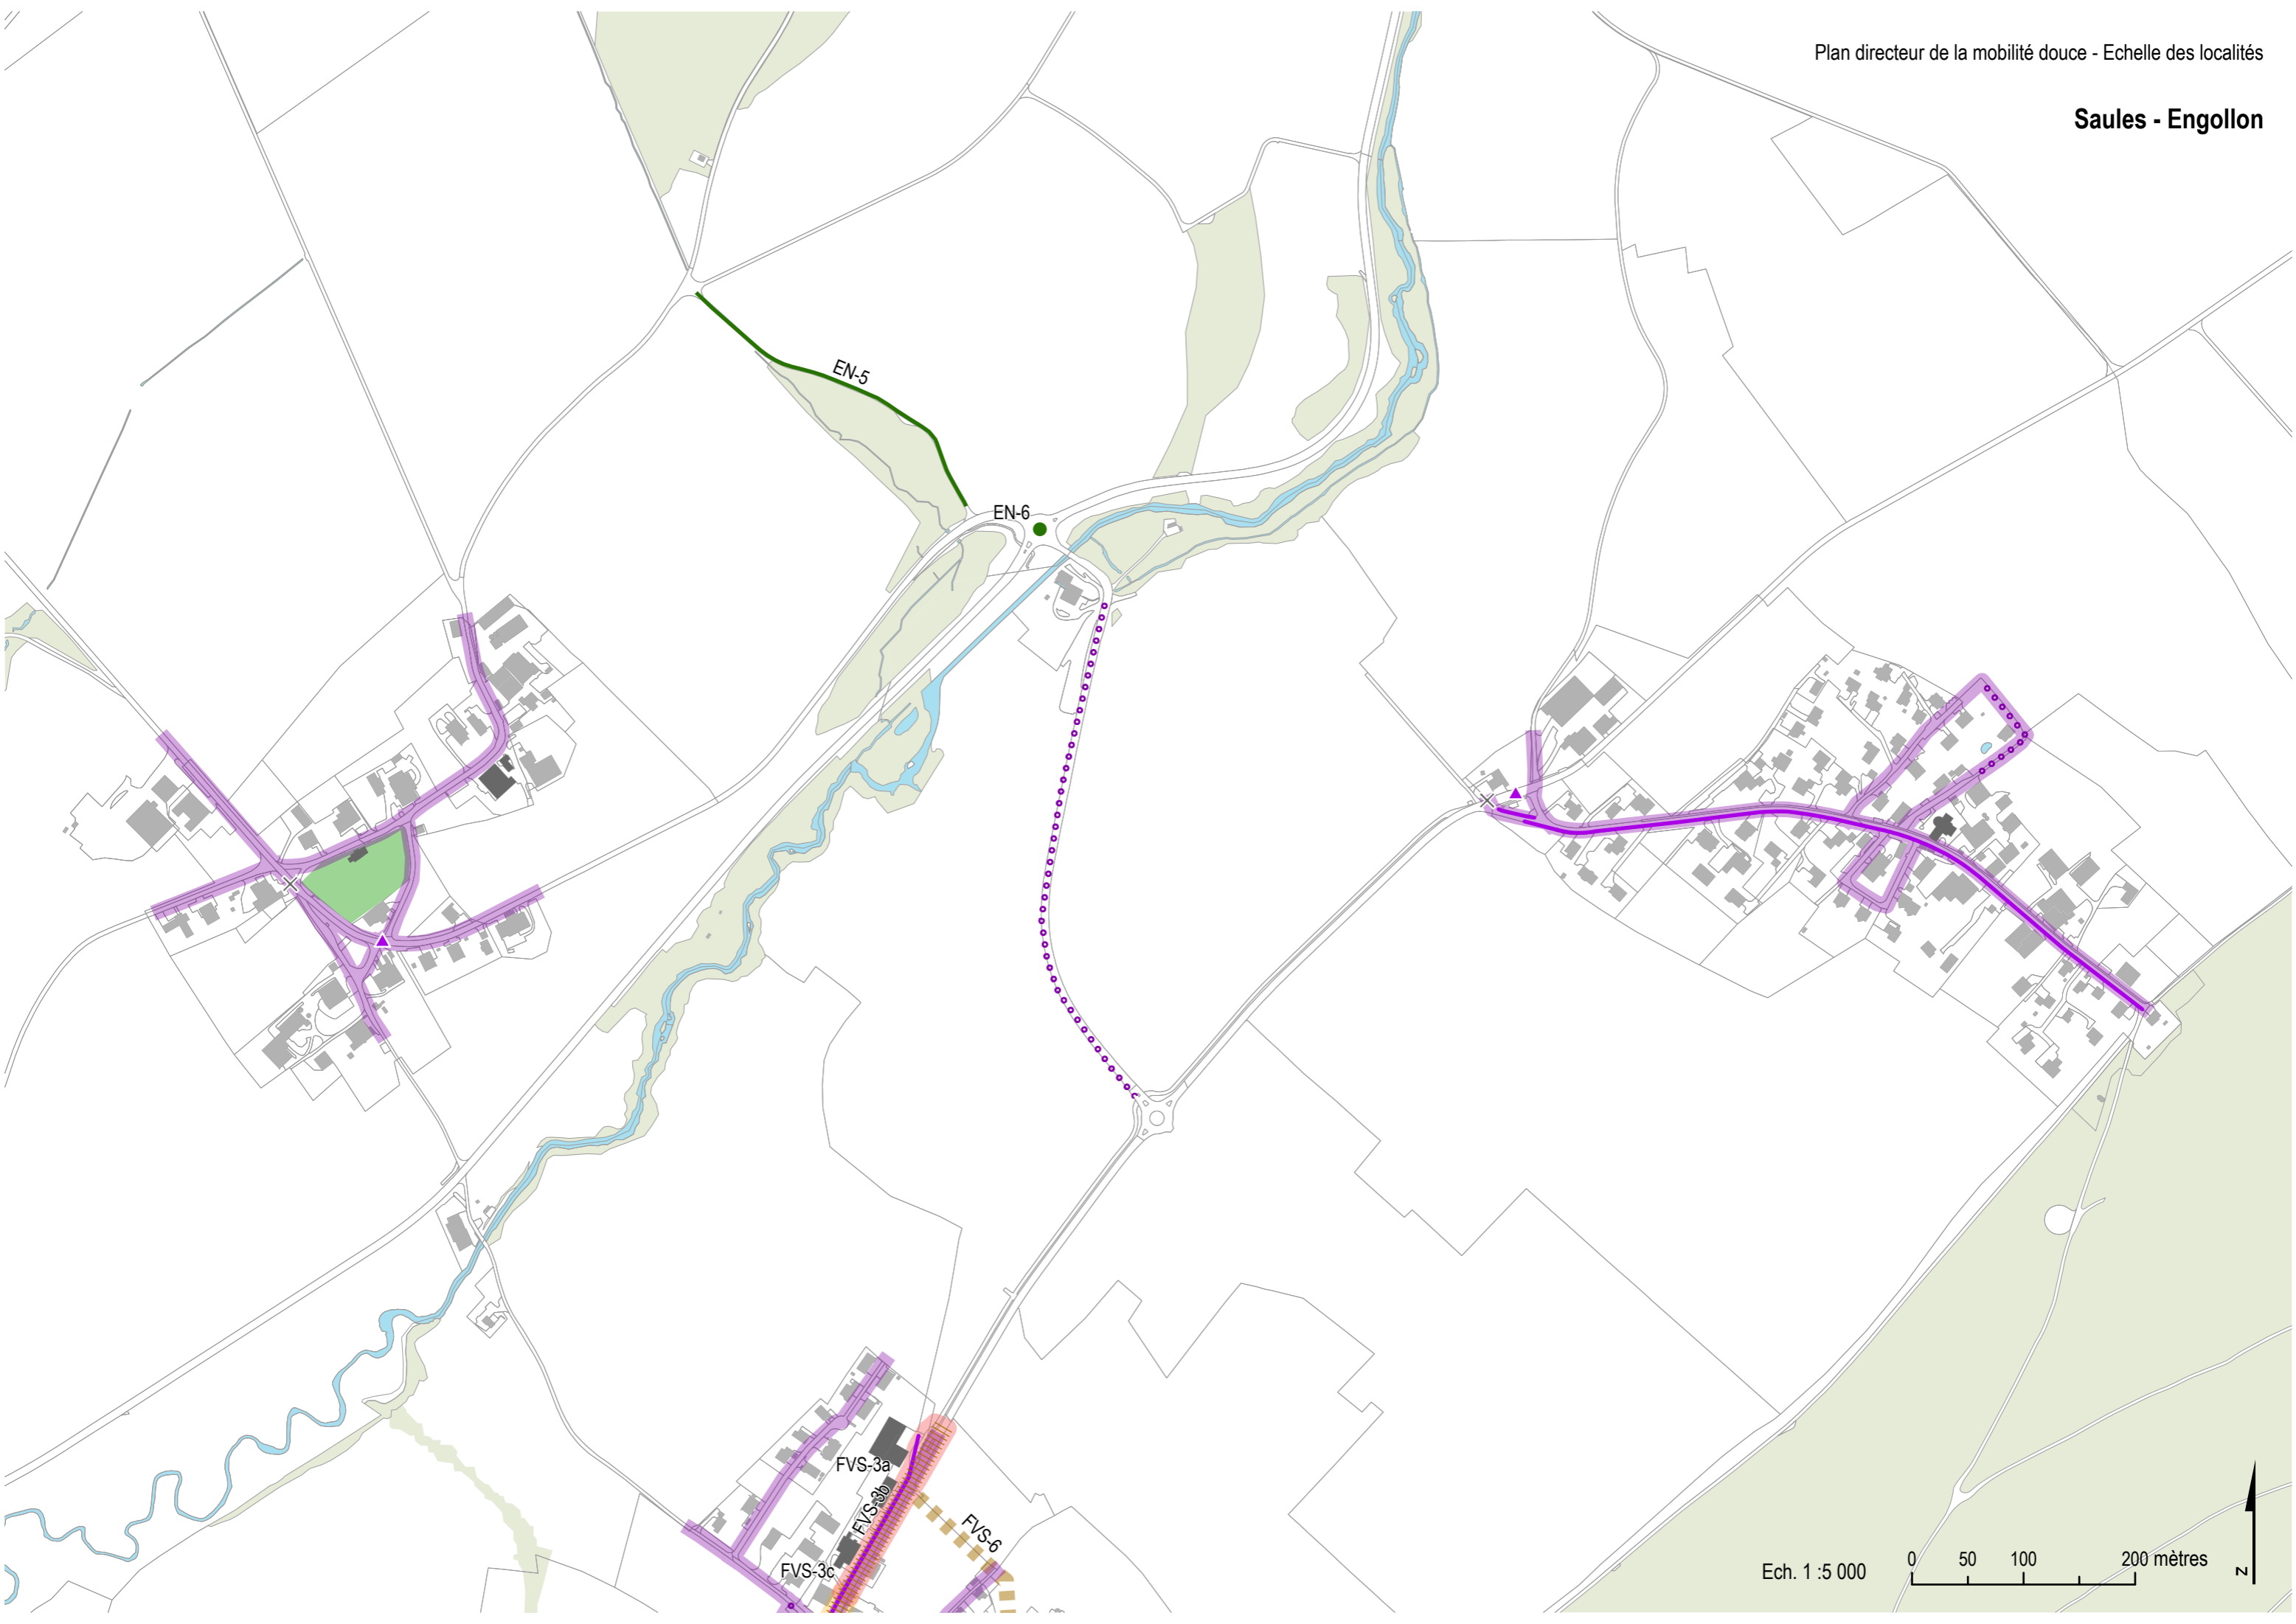 Plan directeur de la mobilité douce - Echelle des localités
Saules - Engollon
EN-5
EN-6
FVS-3a
FVS-3b
FVS-6
FVS-3c
Ech. 1 :5 000
0 50 100 200 mètres
N